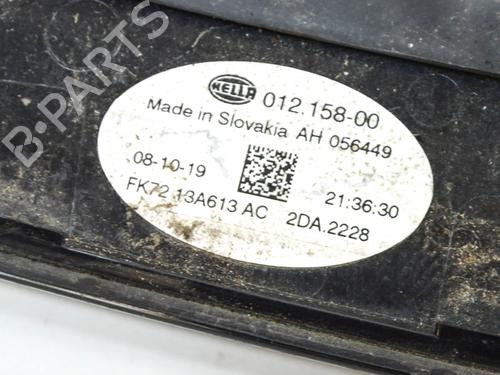 B-PARTS
HELLA 012.158-00
Made in Slovakia AH 056449
08-10-19 21:36:30
FK72 13A613 AC 2DA.2228